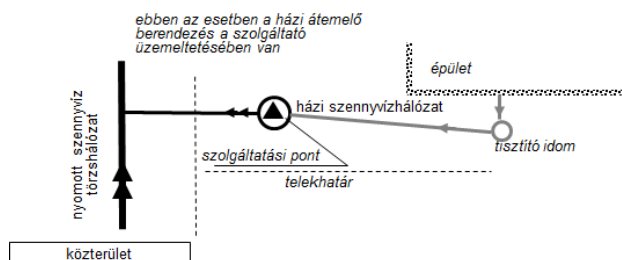 ebben az esetben a házi átemelő
berendezés a szolgáltató
üzemeltetésében van
épület
házi szennyvízhálózat
tisztító idom
szolgáltatási pont
telekhatár
nyomott szennyvíz
törzshálózat
közterület